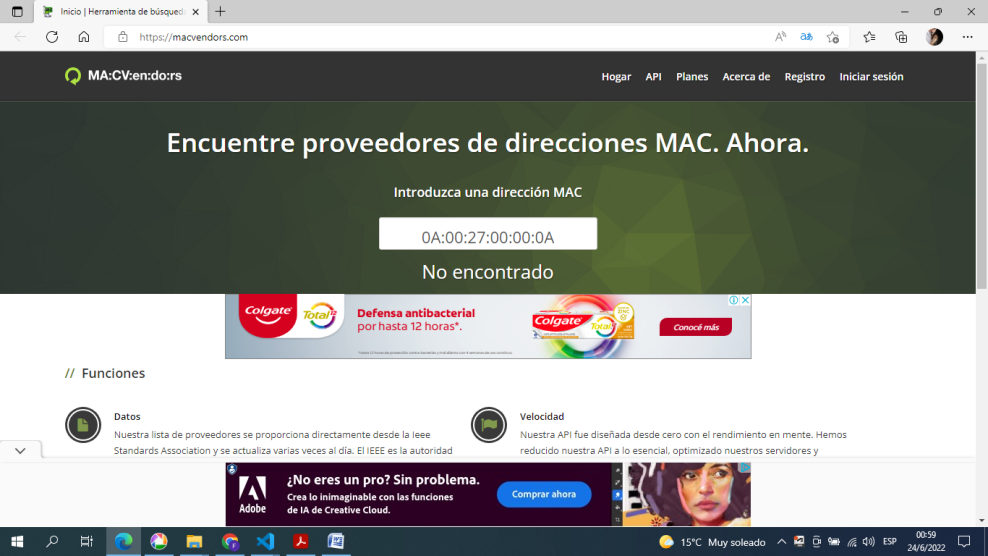 Inicio | Herramienta de búsqueda
https://macvendors.com
MA:CV:en:do:rs
Hogar API Planes Acerca de Registro Iniciar sesión
Encuentre proveedores de direcciones MAC. Ahora.
Introduzca una dirección MAC
0A:00:27:00:00:0A
No encontrado
Colgate Total 12
Defensa antibacterial
por hasta 12 horas*.
Colgate Total 12
Conocé más
// Funciones
Datos
Nuestra lista de proveedores se proporciona directamente desde la Ieee
Standards Association y se actualiza varias veces al día. El IEEE es la autoridad
Velocidad
Nuestra API fue diseñada desde cero con el rendimiento en mente. Hemos
reducido nuestra API a lo esencial, optimizado nuestros servidores y
Adobe
¿No eres un pro? Sin problema.
Crea lo inimaginable con las funciones
de IA de Creative Cloud.
Comprar ahora
15°C Muy soleado
ESP
00:59
24/6/2022